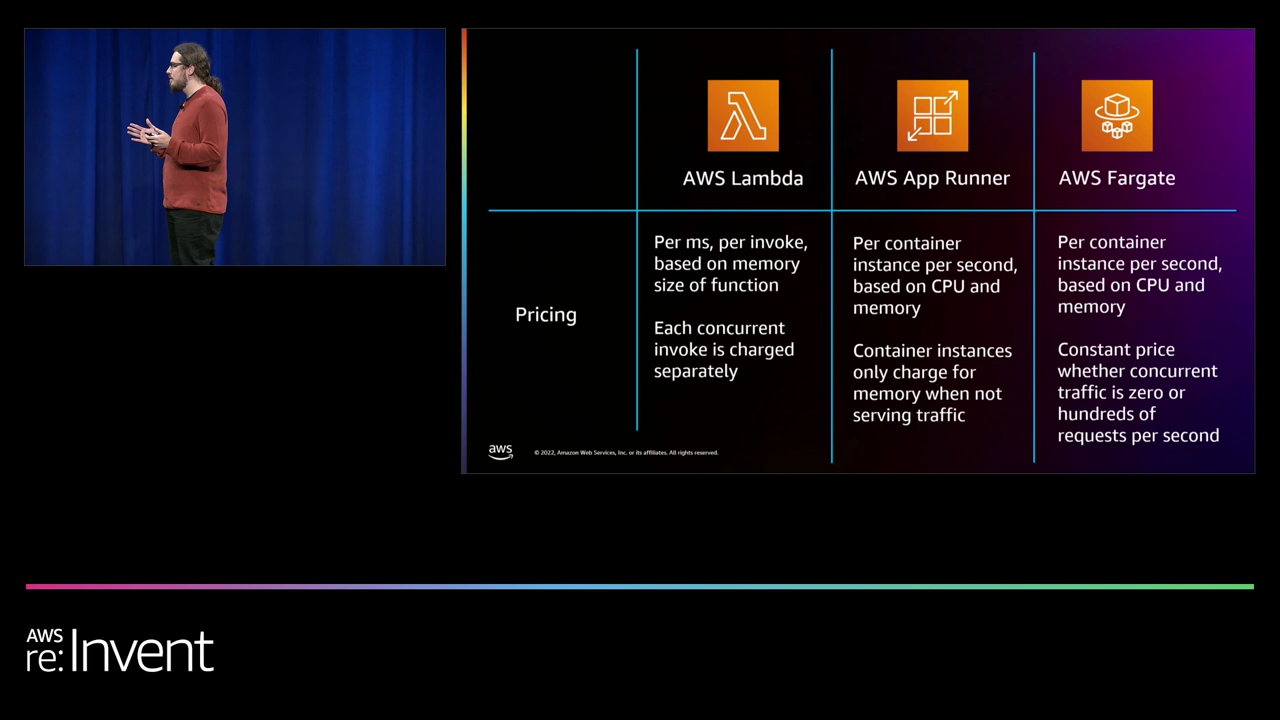 AWS Lambda
AWS App Runner
AWS Fargate
Pricing
Per ms, per invoke,
based on memory
size of function
Each concurrent
invoke is charged
separately
Per container
instance per second,
based on CPU and
memory
Container instances
only charge for
memory when not
serving traffic
Per container
instance per second,
based on CPU and
memory
Constant price
whether concurrent
traffic is zero or
hundreds of
requests per second
aws
© 2022, Amazon Web Services, Inc. or its affiliates. All rights reserved.
AWS
re:Invent